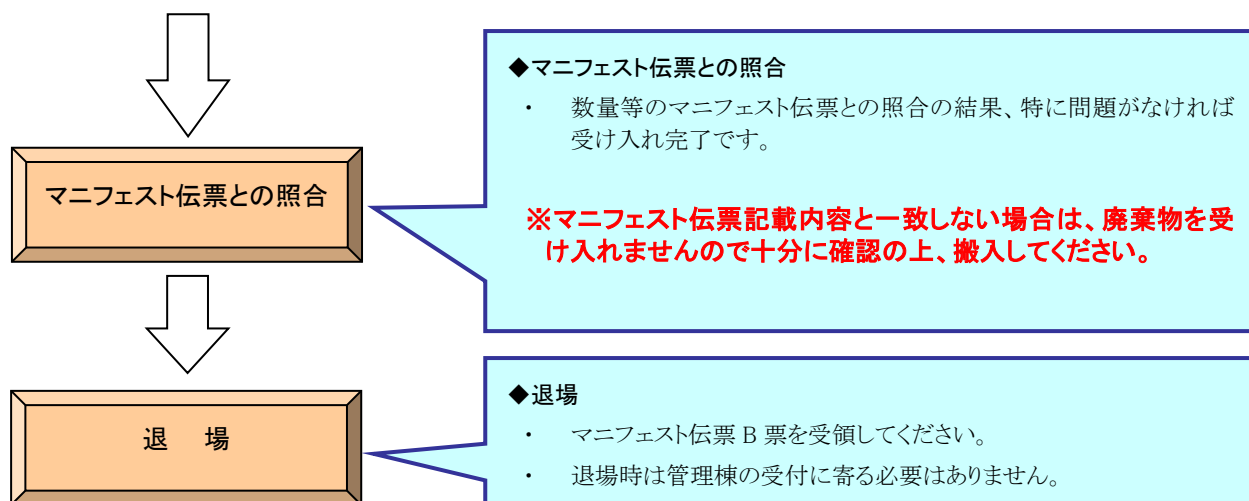 マニフェスト伝票との照合
◆マニフェスト伝票との照合
・ 数量等のマニフェスト伝票との照合の結果、特に問題がなければ
受け入れ完了です。
※マニフェスト伝票記載内容と一致しない場合は、廃棄物を受
け入れませんので十分に確認の上、搬入してください。
退 場
◆退場
・ マニフェスト伝票 B 票を受領してください。
・ 退場時は管理棟の受付に寄る必要はありません。